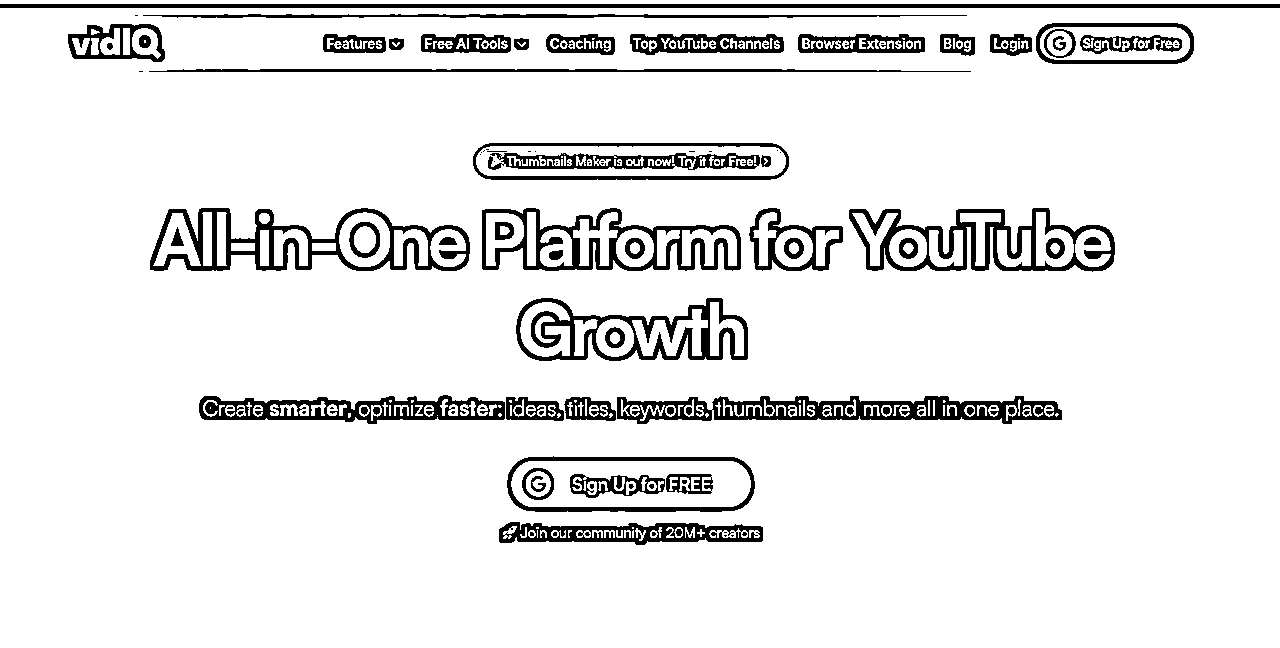 vidIQ
Features Free AI Tools Coaching Top YouTube Channels Browser Extension Blog Login G Sign Up for Free
Thumbnails Maker is out now! Try it for Free!
All-in-One Platform for YouTube
Growth
Create smarter, optimize faster: ideas, titles, keywords, thumbnails and more all in one place.
G Sign Up for FREE
🚀 Join our community of 20M+ creators